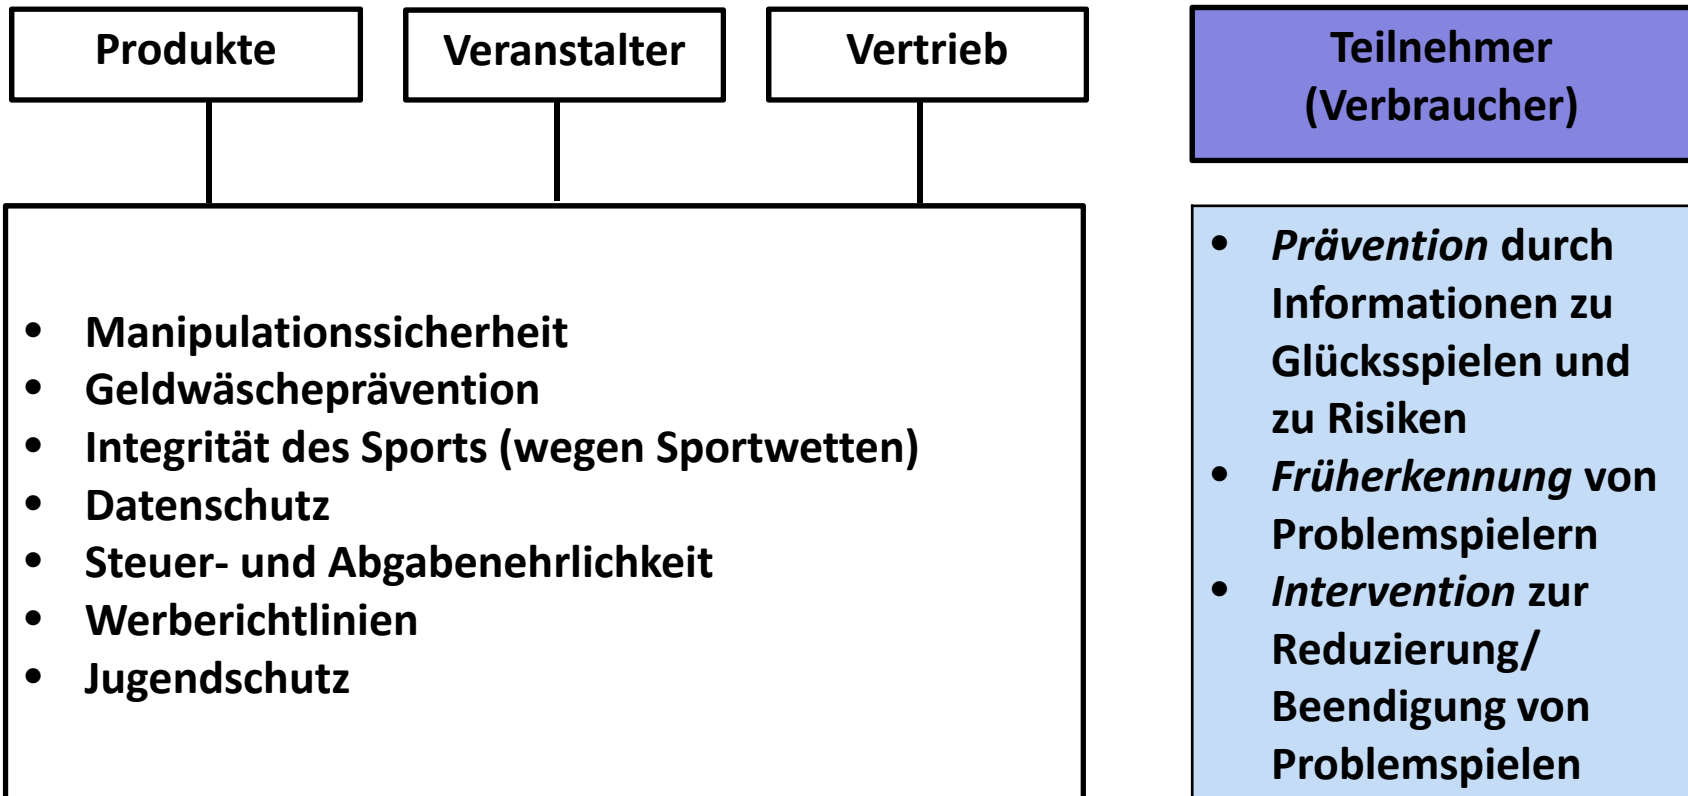 Produkte
Veranstalter
Vertrieb
Teilnehmer
(Verbraucher)
• Manipulationssicherheit
• Geldwäscheprävention
• Integrität des Sports (wegen Sportwetten)
• Datenschutz
• Steuer- und Abgabenehrlichkeit
• Werberichtlinien
• Jugendschutz
• Prävention durch
Informationen zu
Glücksspielen und
zu Risiken
• Früherkennung von
Problemspielern
• Intervention zur
Reduzierung/
Beendigung von
Problemspielen